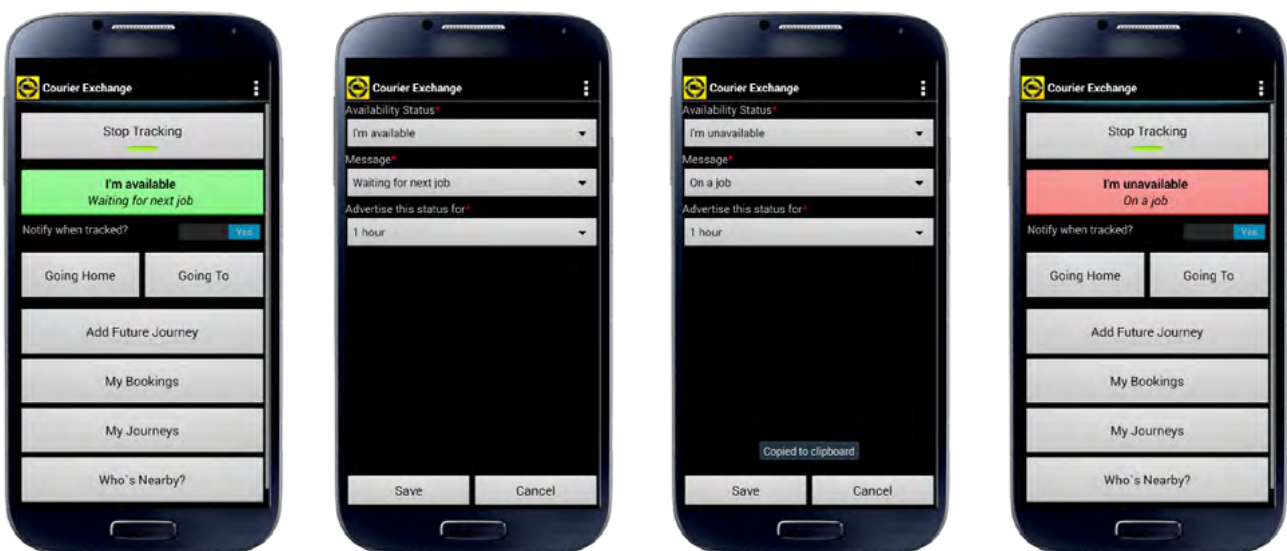 Courier Exchange
Stop Tracking
I'm available
Waiting for next job
Notify when tracked?
Yes
Going Home
Going To
Add Future Journey
My Bookings
My Journeys
Who`s Nearby?
Courier Exchange
Availability Status*
I'm available
Message*
Waiting for next job
Advertise this status for*
1 hour
Save
Cancel
Courier Exchange
Availability Status*
I'm unavailable
Message*
On a job
Advertise this status for*
1 hour
Copied to clipboard
Save
Cancel
Courier Exchange
Stop Tracking
I'm unavailable
On a job
Notify when tracked?
Yes
Going Home
Going To
Add Future Journey
My Bookings
My Journeys
Who`s Nearby?